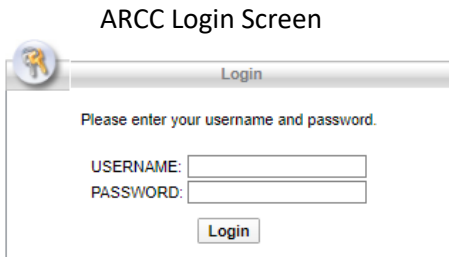 ARCC Login Screen
Login
Please enter your username and password.
USERNAME:
PASSWORD:
Login